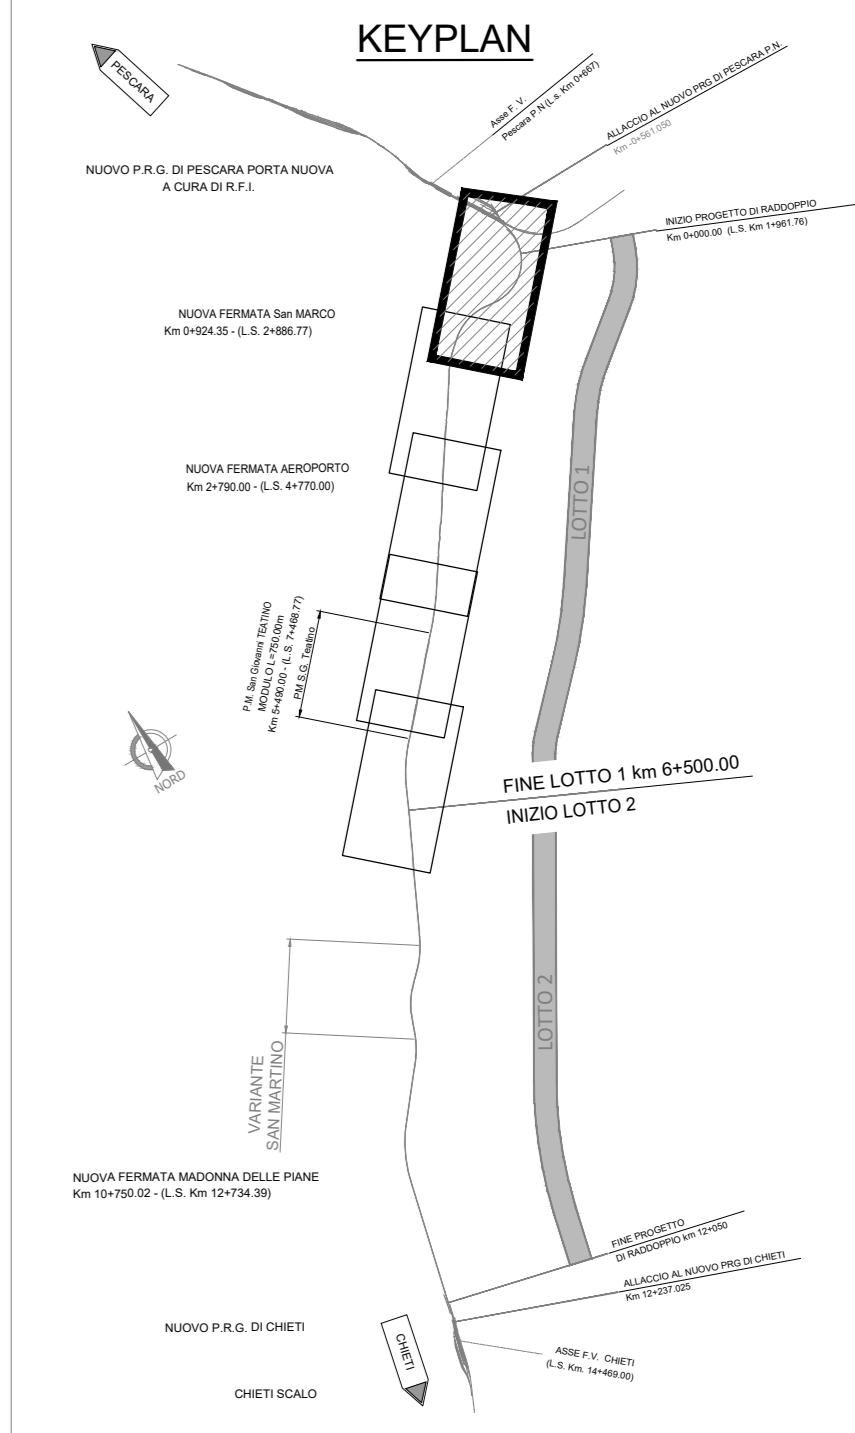 KEYPLAN
PESCARA
Asse F. V.
Pescara P.N (L.s. Km 0+667)
ALLACCIO AL NUOVO PRG DI PESCARA P.N.
Km -0+561.050
NUOVO P.R.G. DI PESCARA PORTA NUOVA
A CURA DI R.F.I.
INIZIO PROGETTO DI RADDOPPIO
Km 0+000.00 (L.S. Km 1+961.76)
NUOVA FERMATA San MARCO
Km 0+924.35 - (L.S. 2+886.77)
NUOVA FERMATA AEROPORTO
Km 2+790.00 - (L.S. 4+770.00)
LOTTO 1
P.M. San Giovanni TEATINO
MODULO L=750.00m
Km 5+490.00 - (L.S. 7+468.77)
PM S.G. Teatino
NORD
FINE LOTTO 1 km 6+500.00
INIZIO LOTTO 2
LOTTO 2
VARIANTE
SAN MARTINO
NUOVA FERMATA MADONNA DELLE PIANE
Km 10+750.02 - (L.S. Km 12+734.39)
FINE PROGETTO
DI RADDOPPIO km 12+050
ALLACCIO AL NUOVO PRG DI CHIETI
Km 12+237.025
NUOVO P.R.G. DI CHIETI
CHIETI
ASSE F.V. CHIETI
(L.S. Km. 14+469.00)
CHIETI SCALO